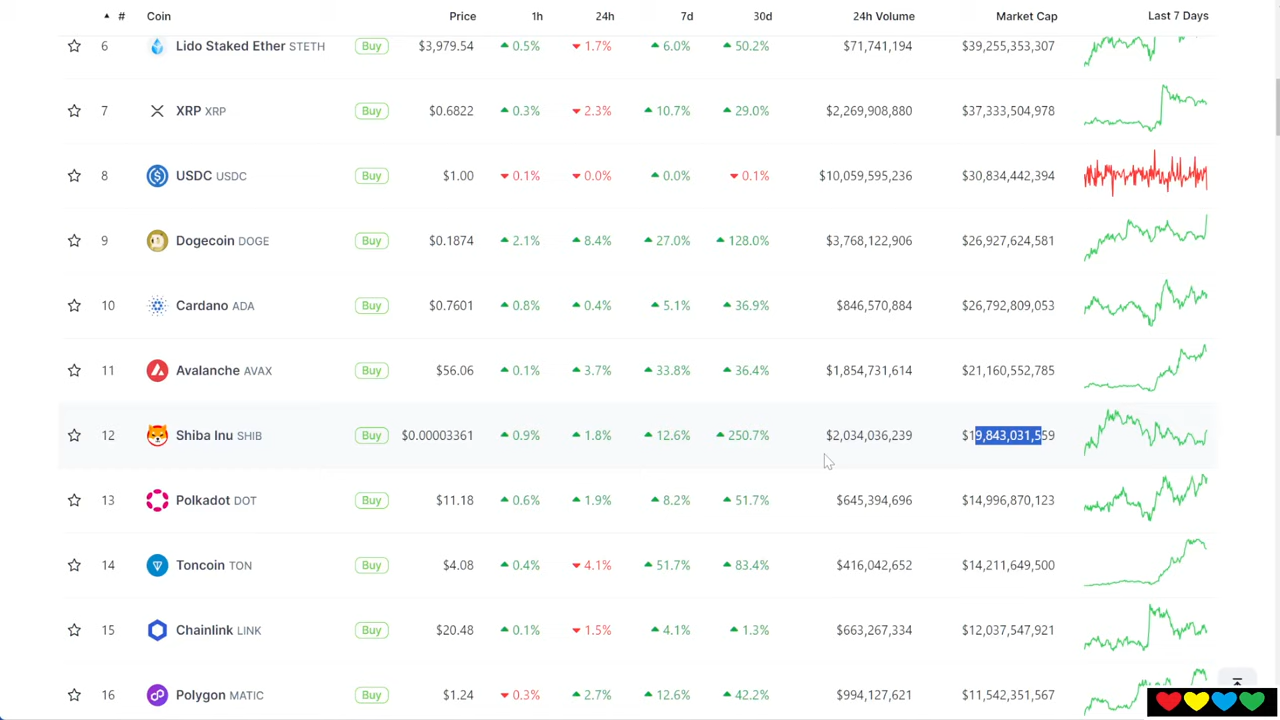 # Coin Price 1h 24h 7d 30d 24h Volume Market Cap Last 7 Days
6 Lido Staked Ether STETH Buy $3,979.54 0.5% 1.7% 6.0% 50.2% $71,741,194 $39,255,353,307
7 XRP XRP Buy $0.6822 0.3% 2.3% 10.7% 29.0% $2,269,908,880 $37,333,504,978
8 USDC USDC Buy $1.00 0.1% 0.0% 0.0% 0.1% $10,059,595,236 $30,834,442,394
9 Dogecoin DOGE Buy $0.1874 2.1% 8.4% 27.0% 128.0% $3,768,122,906 $26,927,624,581
10 Cardano ADA Buy $0.7601 0.8% 0.4% 5.1% 36.9% $846,570,884 $26,792,809,053
11 Avalanche AVAX Buy $56.06 0.1% 3.7% 33.8% 36.4% $1,854,731,614 $21,160,552,785
12 Shiba Inu SHIB Buy $0.00003361 0.9% 1.8% 12.6% 250.7% $2,034,036,239 $19,843,031,559
13 Polkadot DOT Buy $11.18 0.6% 1.9% 8.2% 51.7% $645,394,696 $14,996,870,123
14 Toncoin TON Buy $4.08 0.4% 4.1% 51.7% 83.4% $416,042,652 $14,211,649,500
15 Chainlink LINK Buy $20.48 0.1% 1.5% 4.1% 1.3% $663,267,334 $12,037,547,921
16 Polygon MATIC Buy $1.24 0.3% 2.7% 12.6% 42.2% $994,127,621 $11,542,351,567